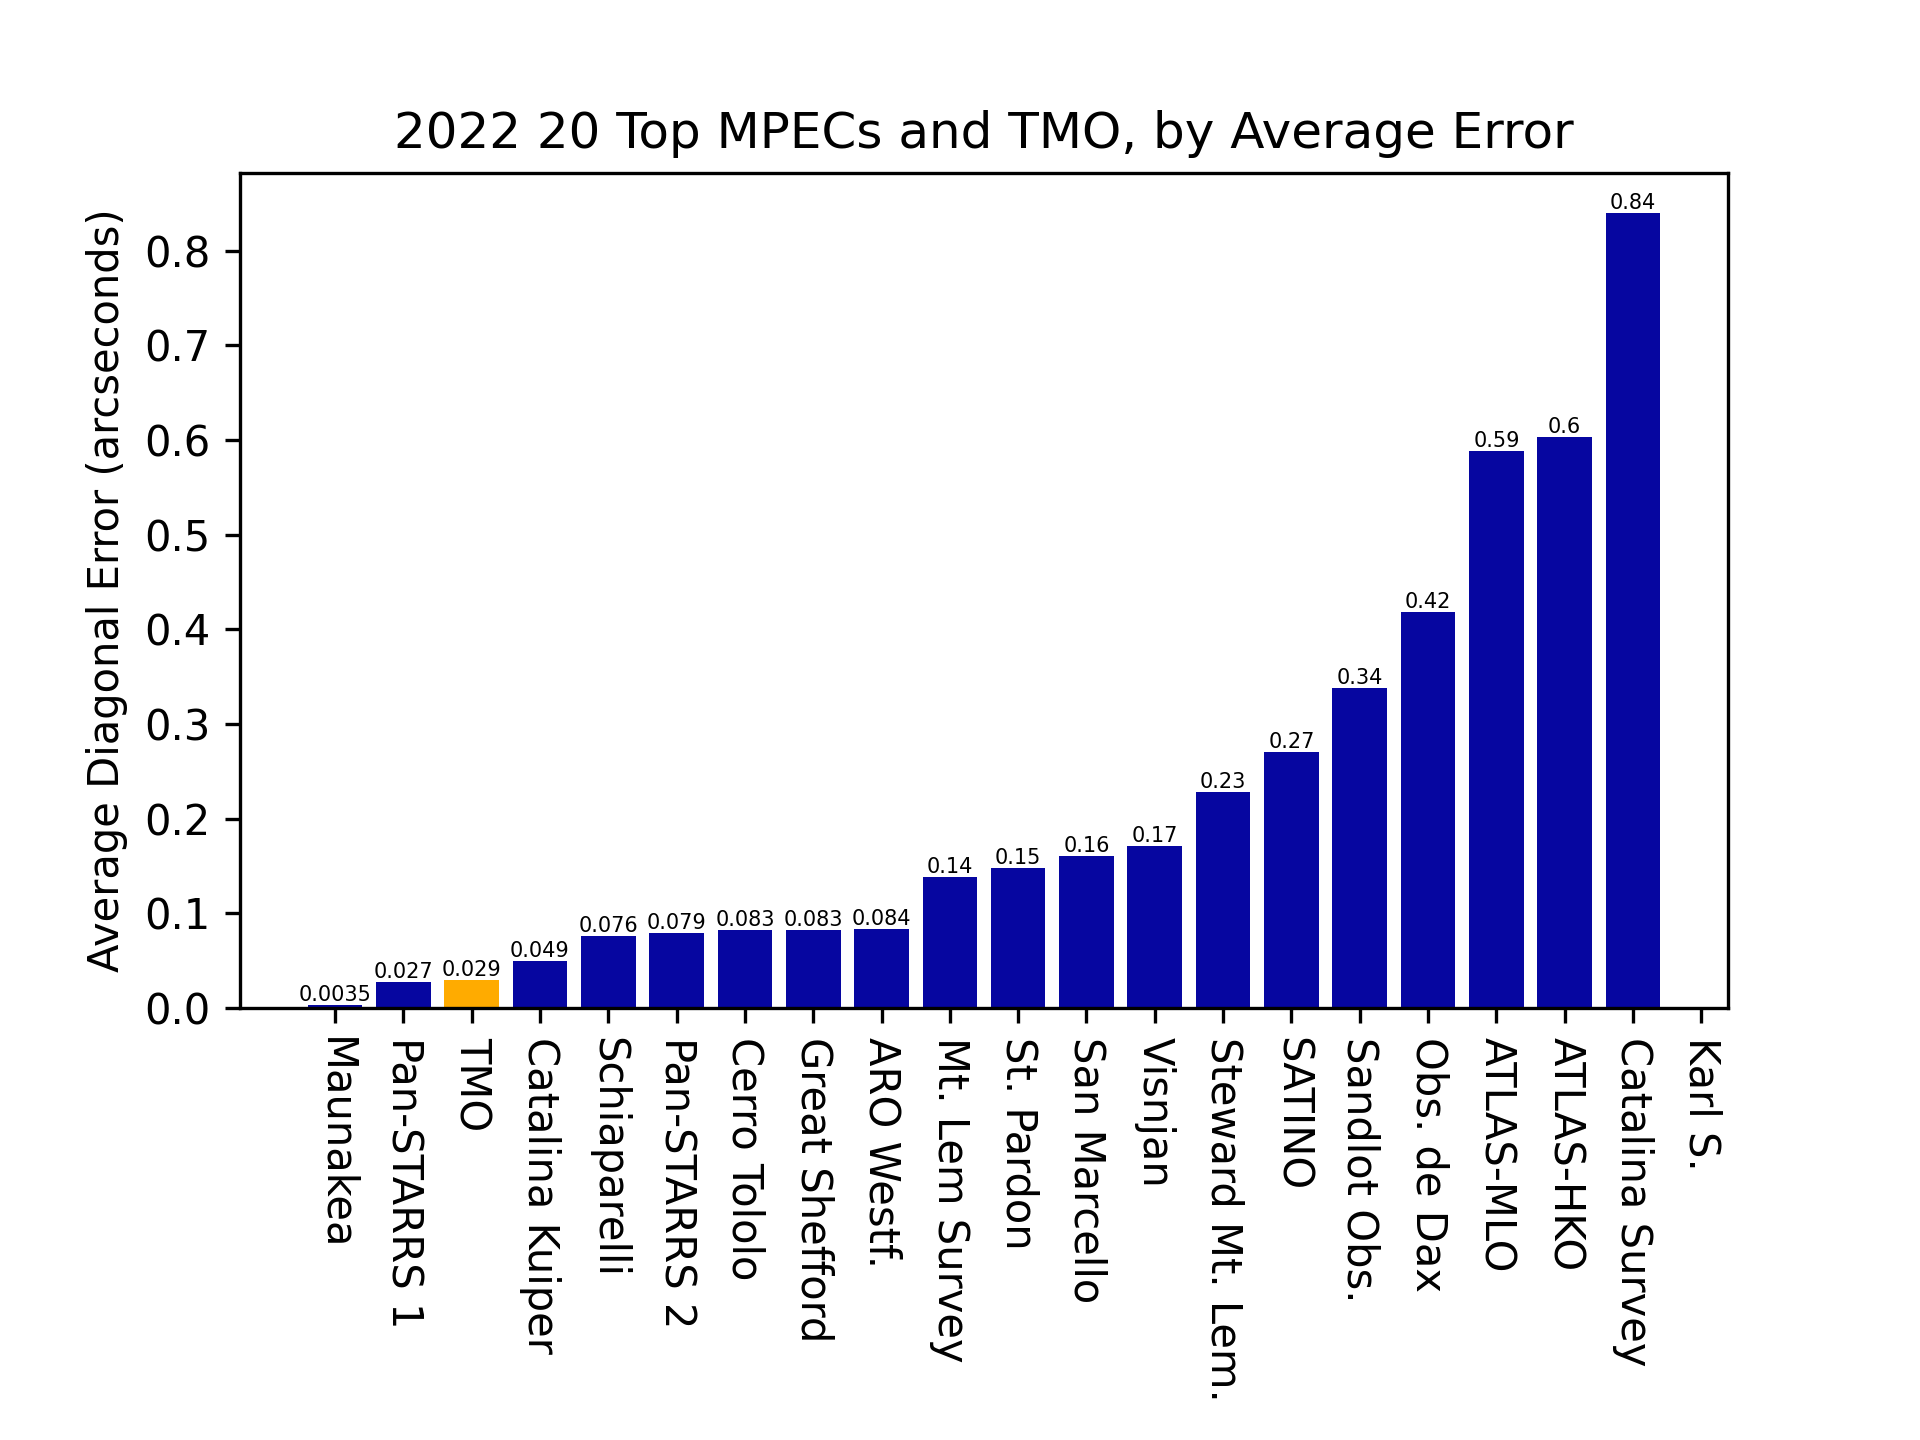 2022 20 Top MPECs and TMO, by Average Error
Average Diagonal Error (arcseconds)
0.8
0.7
0.6
0.5
0.4
0.3
0.2
0.1
0.0
0.0035
0.027
0.029
0.049
0.076
0.079
0.083
0.083
0.084
0.14
0.15
0.16
0.17
0.23
0.27
0.34
0.42
0.59
0.6
0.84
Maunakea
Pan-STARRS 1
TMO
Catalina Kuiper
Schiaparelli
Pan-STARRS 2
Cerro Tololo
Great Shefford
ARO Westf.
Mt. Lem Survey
St. Pardon
San Marcello
Visnjan
Steward Mt. Lem.
SATINO
Sandlot Obs.
Obs. de Dax
ATLAS-MLO
ATLAS-HKO
Catalina Survey
Karl S.